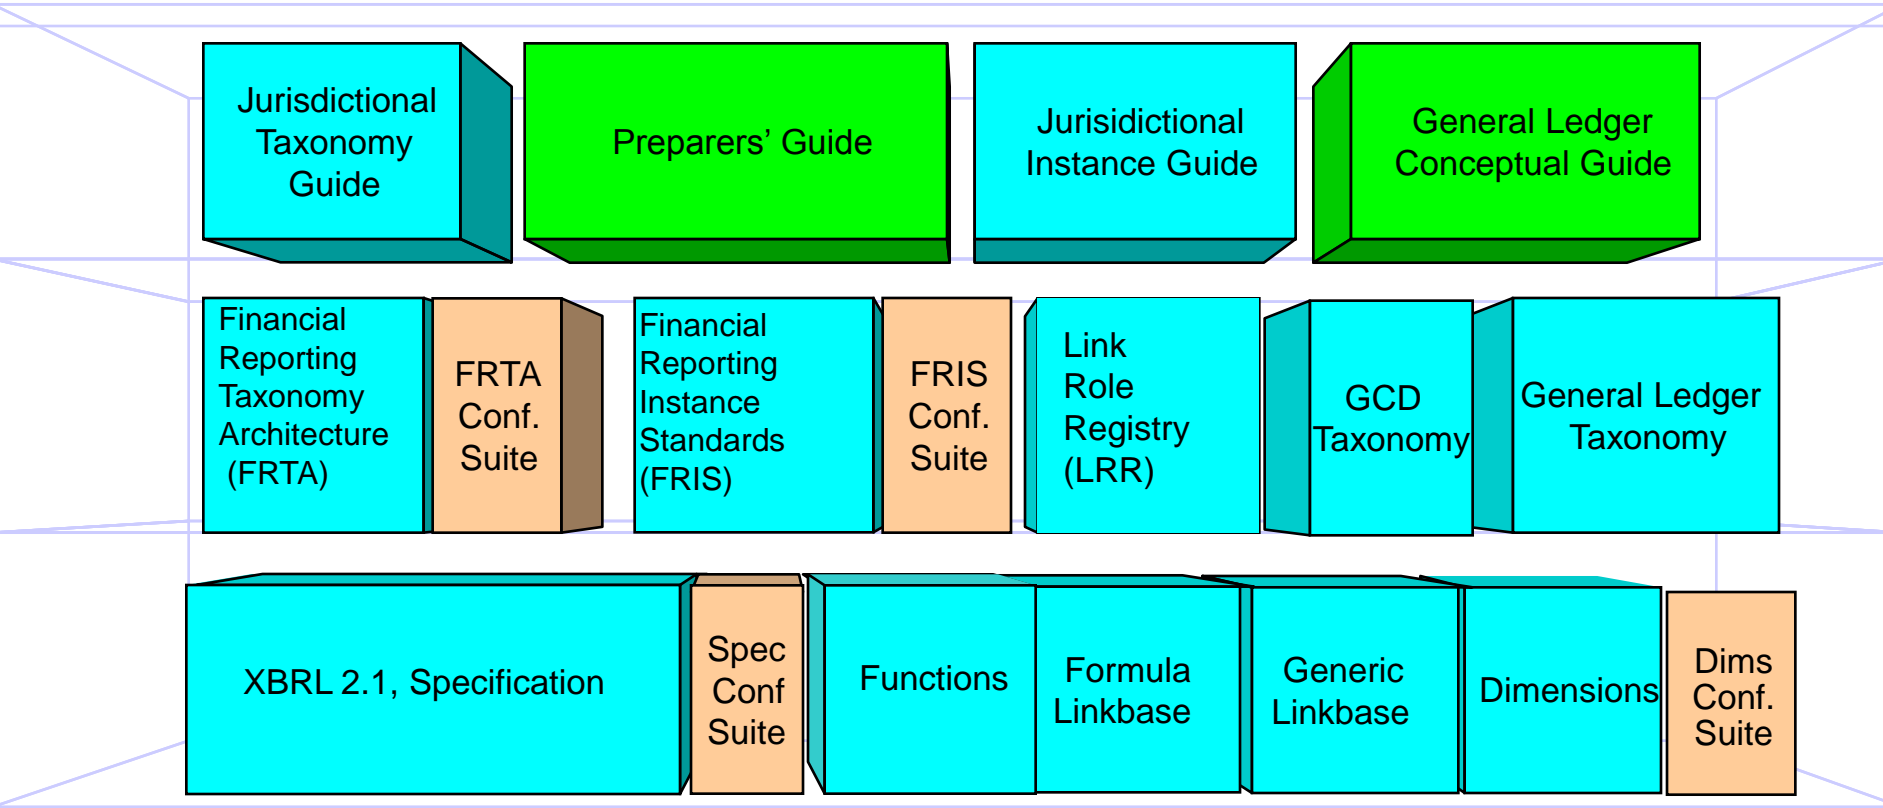 Jurisdictional
Taxonomy
Guide
Preparers’ Guide
Jurisidictional
Instance Guide
General Ledger
Conceptual Guide
Financial
Reporting
Taxonomy
Architecture
(FRTA)
FRTA
Conf.
Suite
Financial
Reporting
Instance
Standards
(FRIS)
FRIS
Conf.
Suite
Link
Role
Registry
(LRR)
GCD
Taxonomy
General Ledger
Taxonomy
XBRL 2.1, Specification
Spec
Conf
Suite
Functions
Formula
Linkbase
Generic
Linkbase
Dimensions
Dims
Conf.
Suite